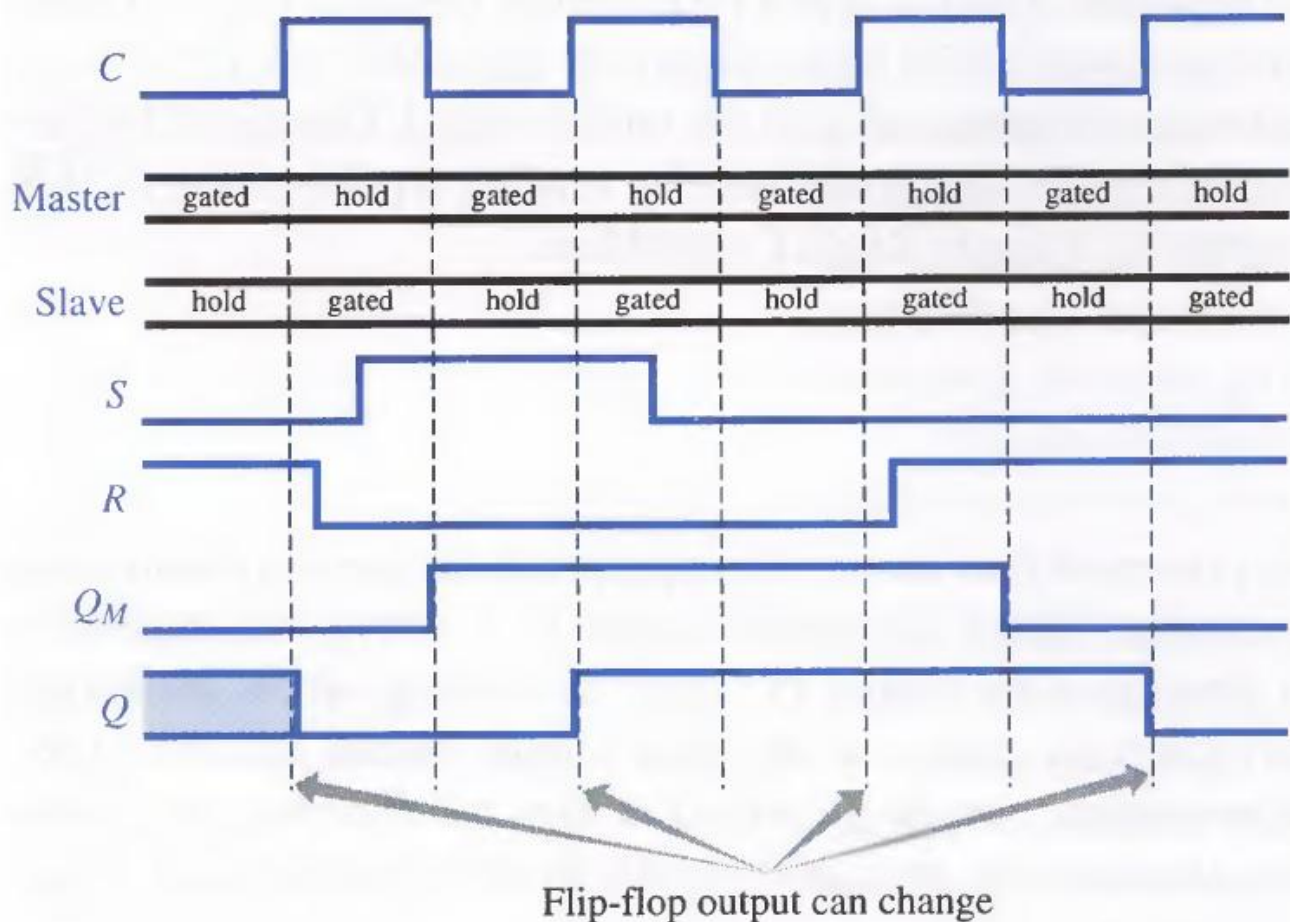 C
Master gated hold gated hold gated hold gated hold
Slave hold gated hold gated hold gated hold gated
S
R
QM
Q
Flip-flop output can change